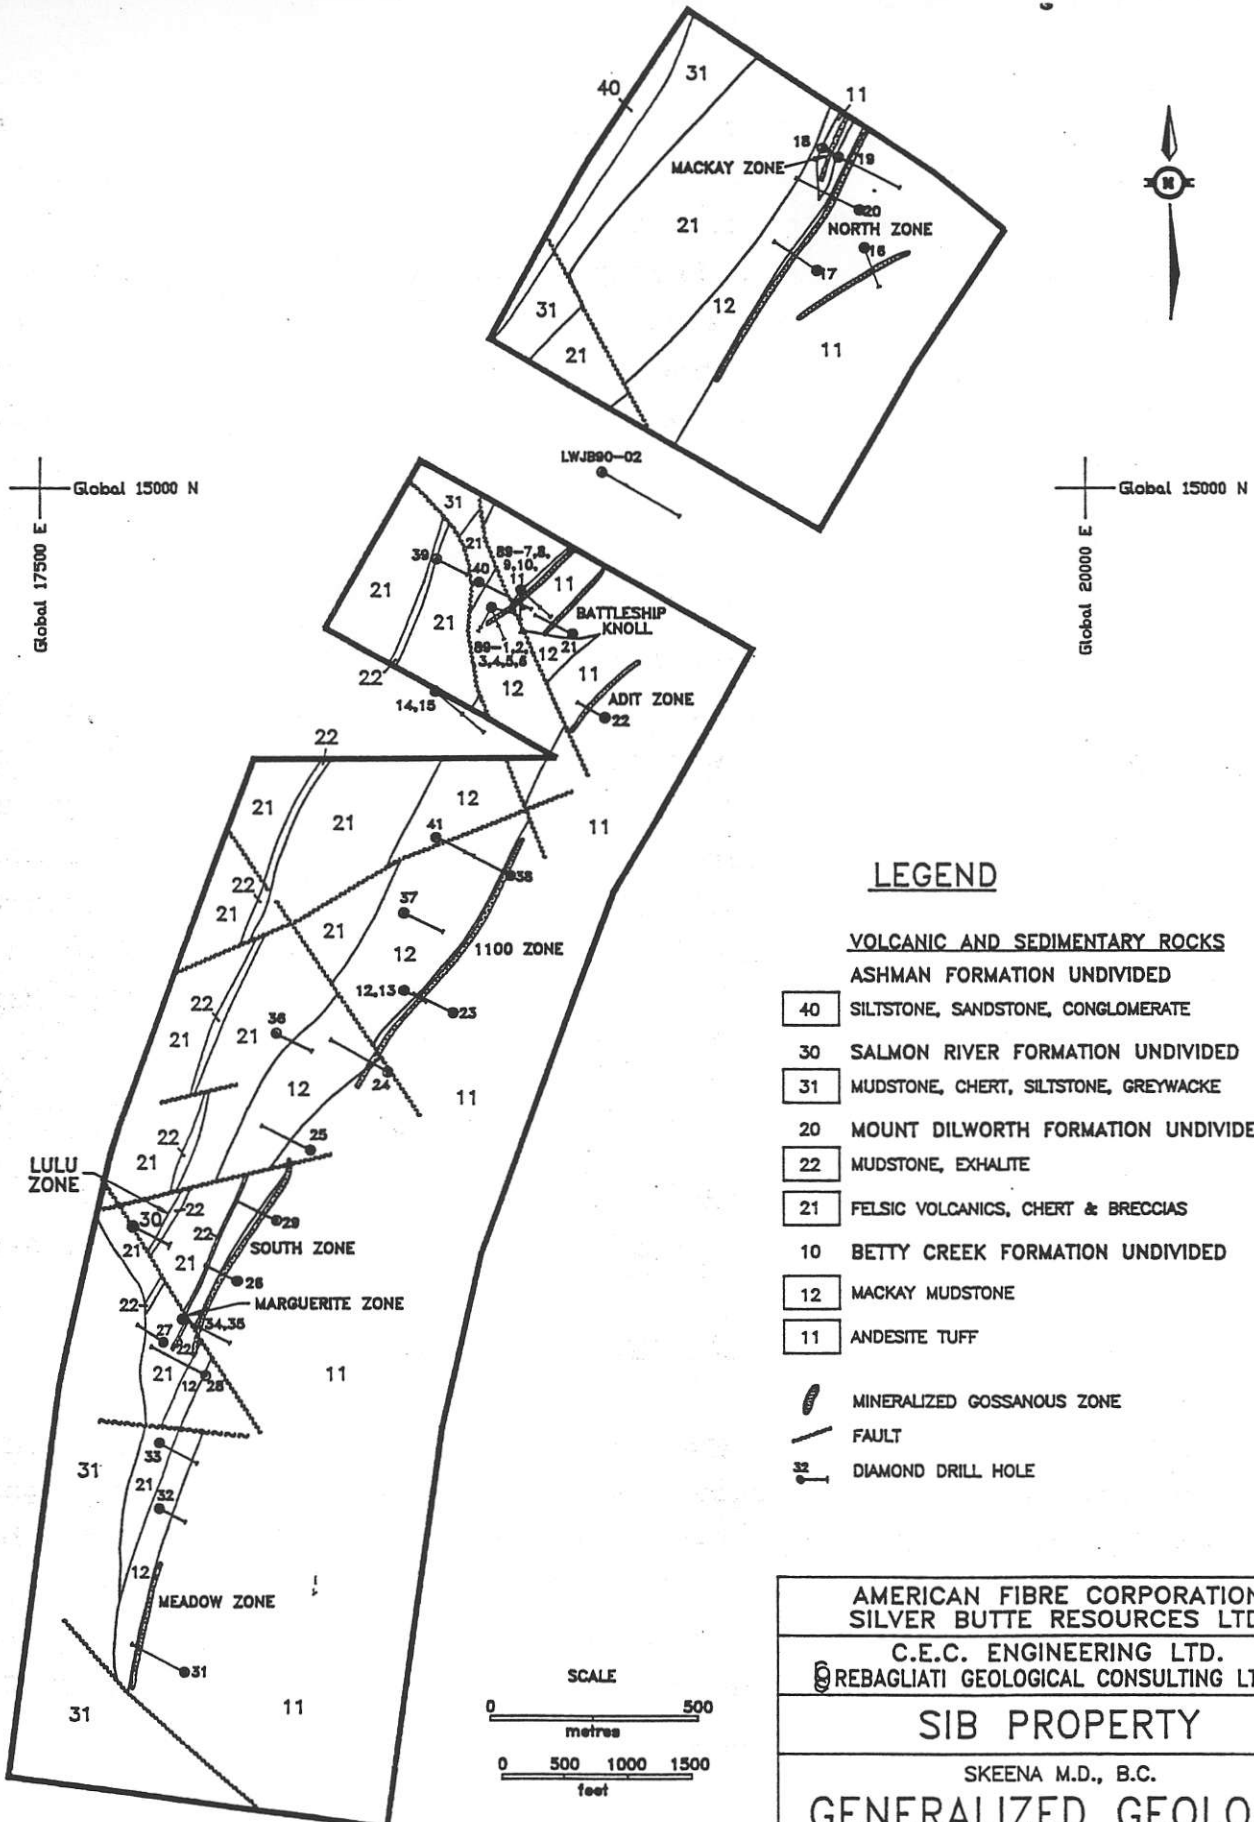 31
40
11
18
MACKAY ZONE
19
20
21
NORTH ZONE
16
17
31
12
21
11
N
LWJB90-02
Global 15000 N
Global 17500 E
Global 15000 N
Global 20000 E
31
39
21
89-7,8,
9,10,
11
40
11
21
21
BATTLESHIP
KNOLL
21
89-1,2,
3,4,5,6
12
12
11
22
14,15
ADIT ZONE
22
22
21
21
12
41
11
38
22
21
37
21
12
1100 ZONE
12,13
23
22
36
21
21
24
12
11
22
25
21
LULU
ZONE
22
30
29
22
21
21
SOUTH ZONE
26
22
MARGUERITE ZONE
34,35
27
22
21
12
28
11
33
31
21
32
12
MEADOW ZONE
31
31
11
LEGEND
VOLCANIC AND SEDIMENTARY ROCKS
ASHMAN FORMATION UNDIVIDED
40 SILTSTONE, SANDSTONE, CONGLOMERATE
30 SALMON RIVER FORMATION UNDIVIDED
31 MUDSTONE, CHERT, SILTSTONE, GREYWACKE
20 MOUNT DILWORTH FORMATION UNDIVIDE
22 MUDSTONE, EXHALITE
21 FELSIC VOLCANICS, CHERT & BRECCIAS
10 BETTY CREEK FORMATION UNDIVIDED
12 MACKAY MUDSTONE
11 ANDESITE TUFF
MINERALIZED GOSSANOUS ZONE
FAULT
32 DIAMOND DRILL HOLE
SCALE
0 500
metres
0 500 1000 1500
feet
AMERICAN FIBRE CORPORATION
SILVER BUTTE RESOURCES LTD
C.E.C. ENGINEERING LTD.
REBAGLIATI GEOLOGICAL CONSULTING LT
SIB PROPERTY
SKEENA M.D., B.C.
GENERALIZED GEOLO